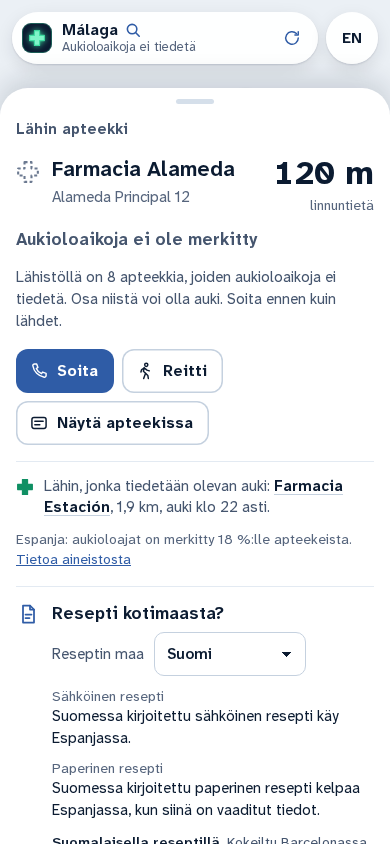 Málaga
Aukioloaikoja ei tiedetä
EN
Lähin apteekki
Farmacia Alameda
120 m
Alameda Principal 12
linnuntietä
Aukioloaikoja ei ole merkitty
Lähistöllä on 8 apteekkia, joiden aukioloaikoja ei
tiedetä. Osa niistä voi olla auki. Soita ennen kuin
lähdet.
Soita
Reitti
Näytä apteekissa
Lähin, jonka tiedetään olevan auki: Farmacia
Estación, 1,9 km, auki klo 22 asti.
Espanja: aukioloajat on merkitty 18 %:lle apteekeista.
Tietoa aineistosta
Resepti kotimaasta?
Reseptin maa
Suomi
Sähköinen resepti
Suomessa kirjoitettu sähköinen resepti käy
Espanjassa.
Paperinen resepti
Suomessa kirjoitettu paperinen resepti kelpaa
Espanjassa, kun siinä on vaaditut tiedot.
Suomalaisella reseptillä. Kokeiltu Barcelonassa